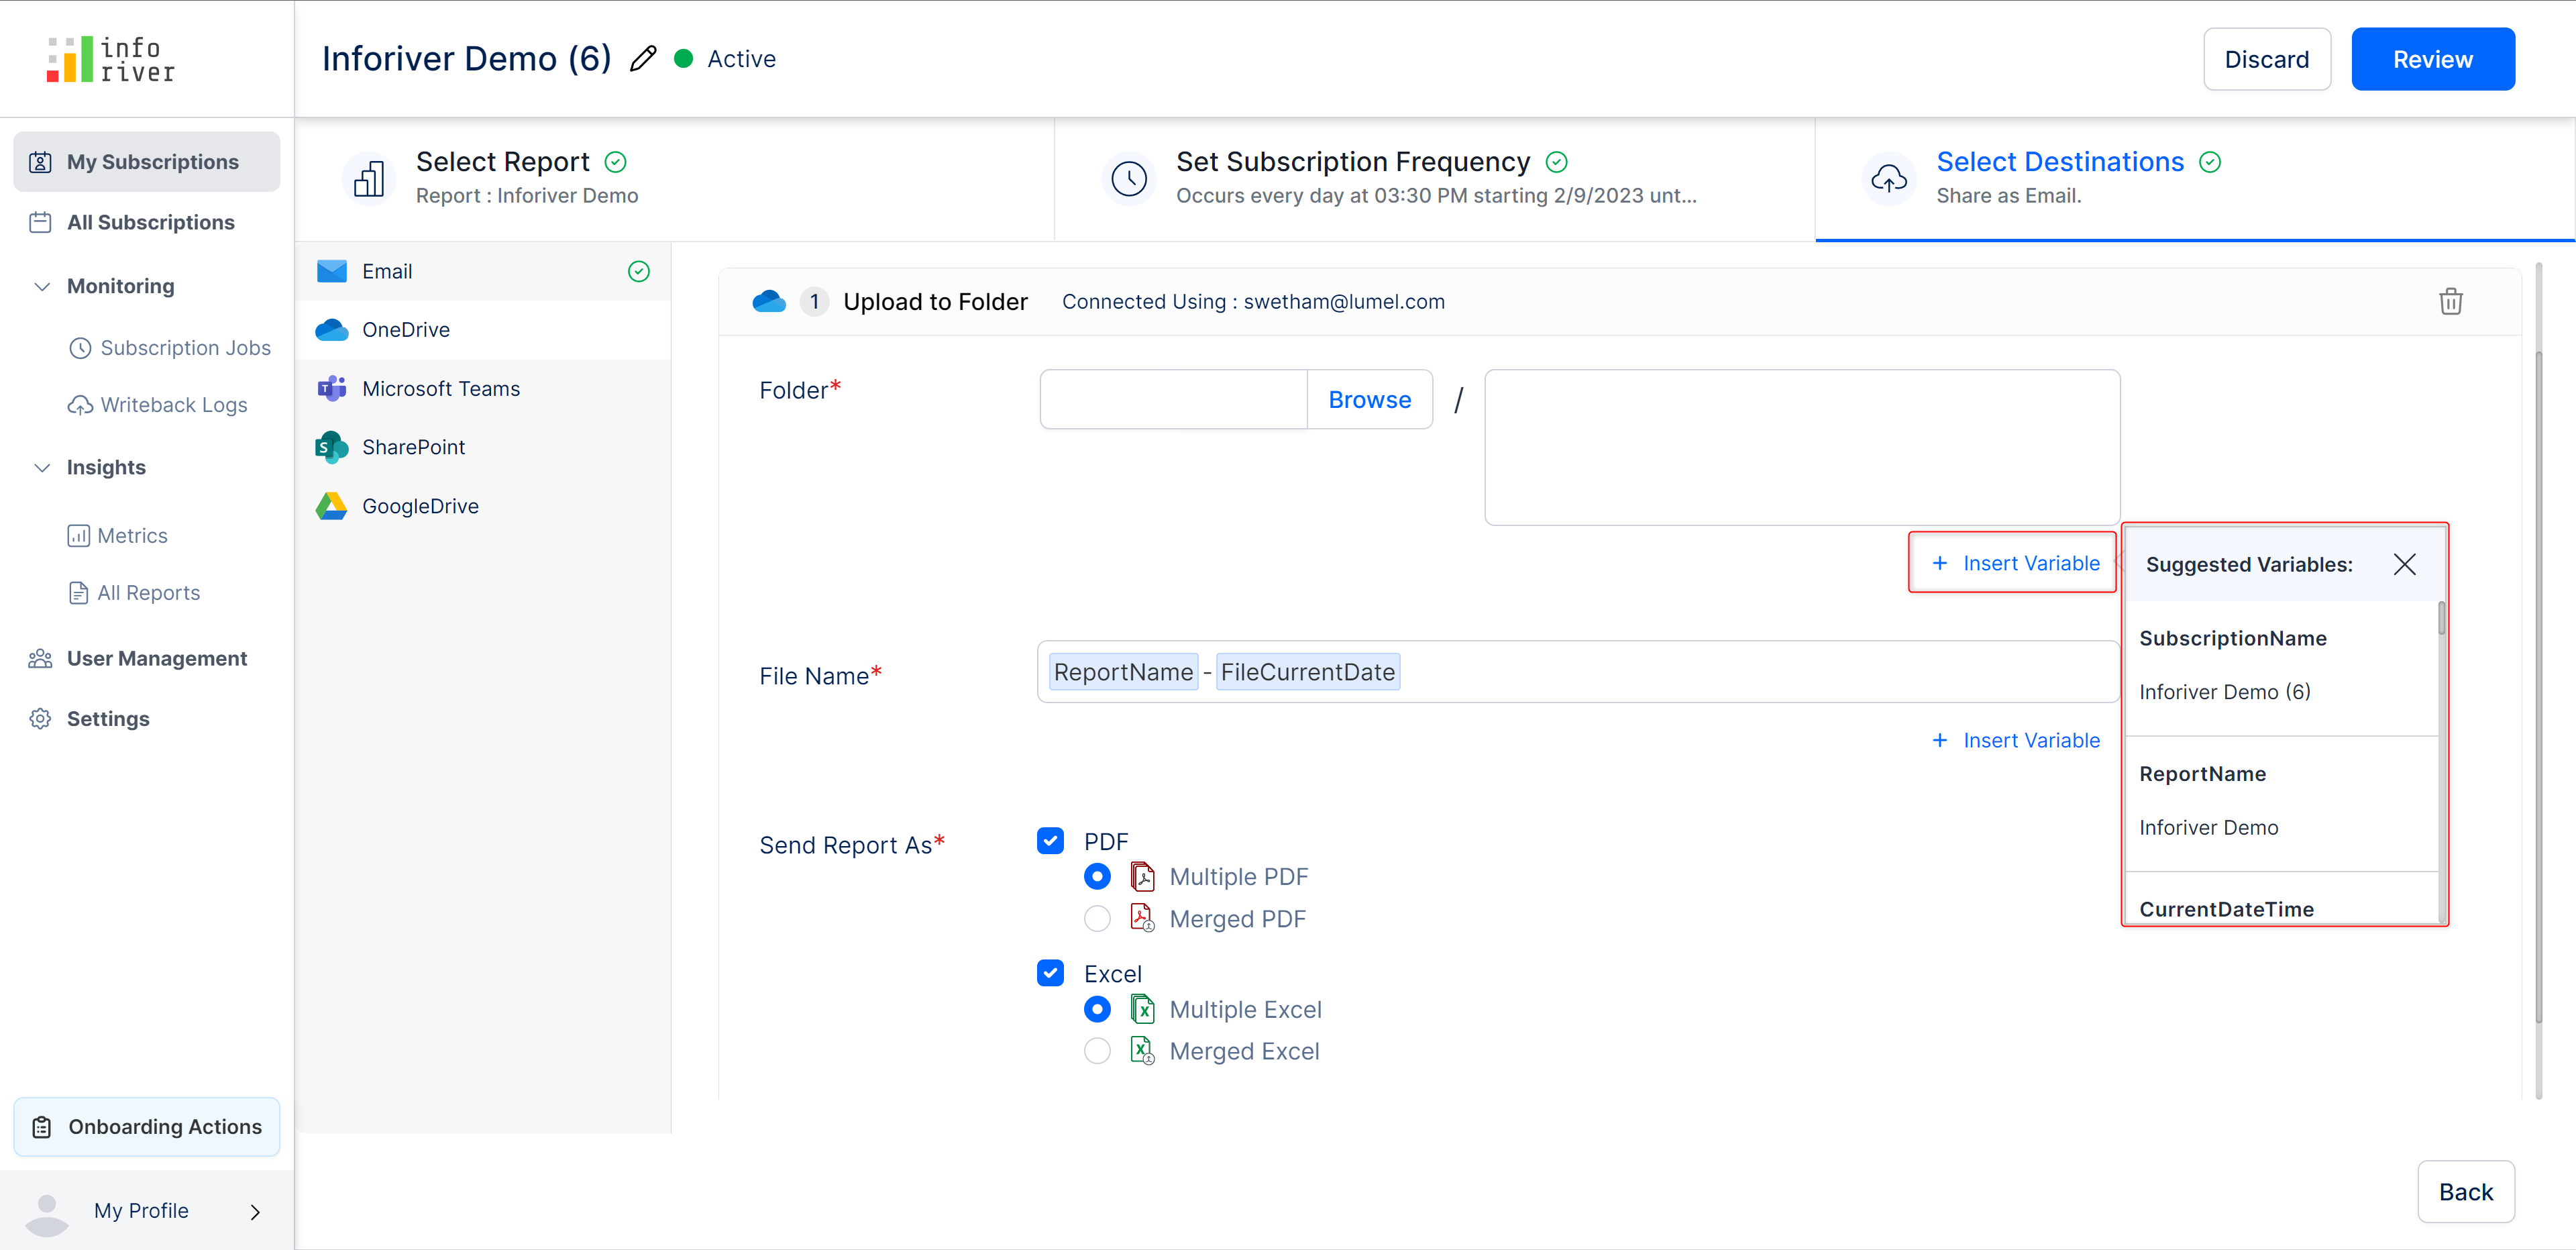 info
river
Inforiver Demo (6)
Active
Discard
Review
My Subscriptions
All Subscriptions
Monitoring
Subscription Jobs
Writeback Logs
Insights
Metrics
All Reports
User Management
Settings
Onboarding Actions
My Profile
Select Report
Report : Inforiver Demo
Set Subscription Frequency
Occurs every day at 03:30 PM starting 2/9/2023 unt...
Select Destinations
Share as Email.
Email
OneDrive
Microsoft Teams
SharePoint
GoogleDrive
1 Upload to Folder Connected Using : swetham@lumel.com
Folder*
Browse /
+ Insert Variable
Suggested Variables:
SubscriptionName
Inforiver Demo (6)
ReportName
Inforiver Demo
CurrentDateTime
File Name*
ReportName - FileCurrentDate
+ Insert Variable
Send Report As*
PDF
Multiple PDF
Merged PDF
Excel
Multiple Excel
Merged Excel
Back